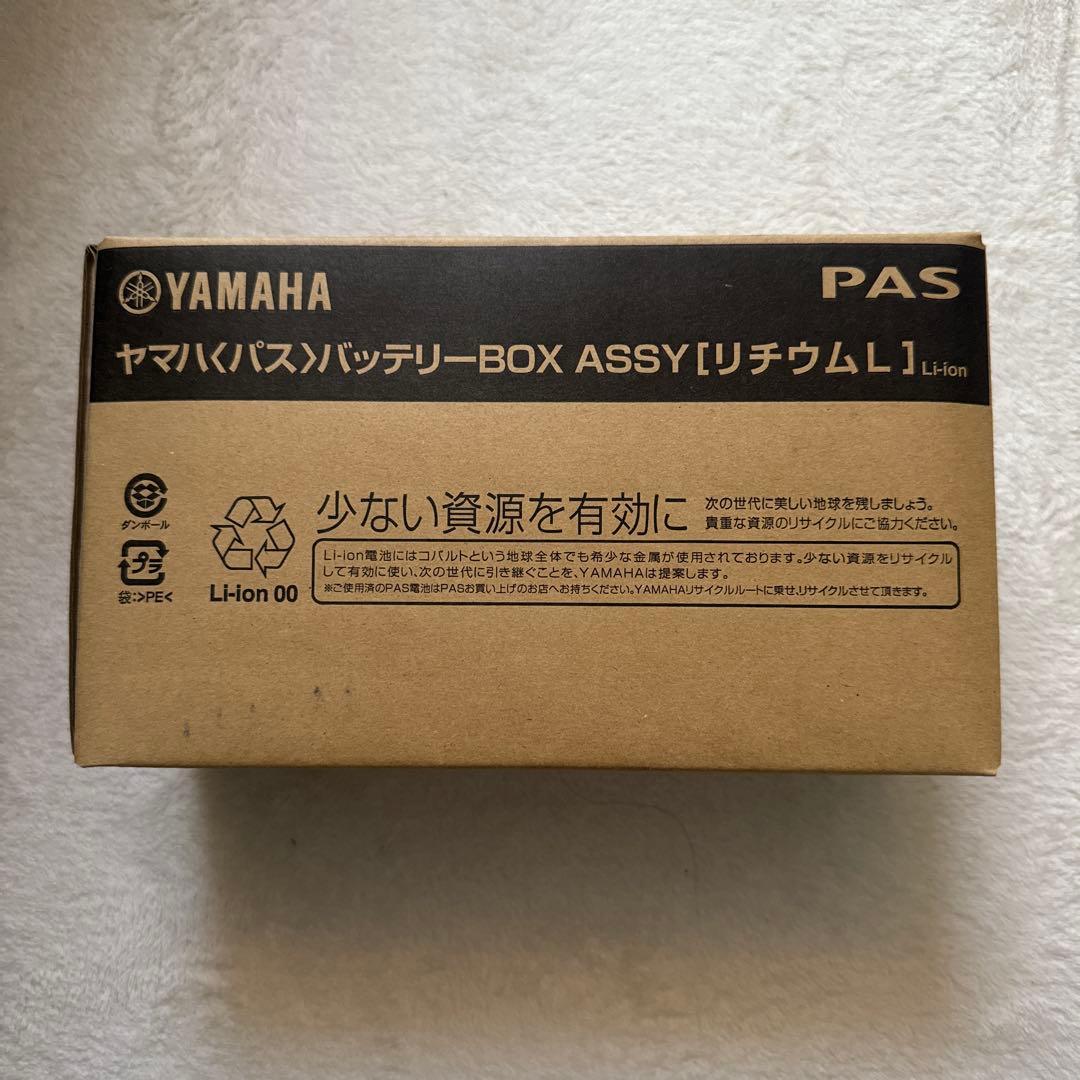 YAMAHA
PAS
ヤマハ〈パス〉バッテリーBOX ASSY[リチウムL] Li-ion
ダンボール
プラ
袋:>PE<
Li-ion 00
少ない資源を有効に
次の世代に美しい地球を残しましょう。
貴重な資源のリサイクルにご協力ください。
Li-ion電池にはコバルトという地球全体でも希少な金属が使用されております。少ない資源をリサイクル
して有効に使い、次の世代に引き継ぐことを、YAMAHAは提案します。
※ご使用済のPAS電池はPASお買い上げのお店へお持ちください。YAMAHAリサイクルルートに乗せ、リサイクルさせて頂きます。